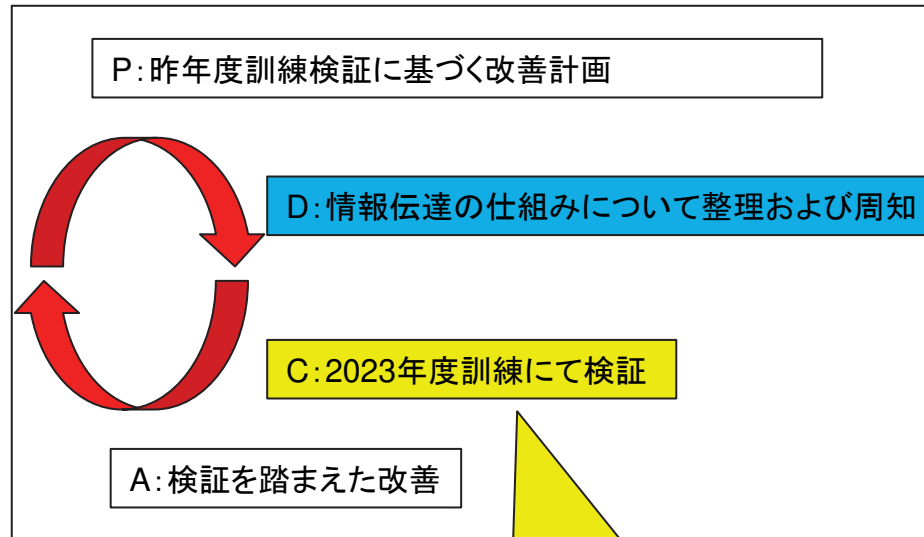 P:昨年度訓練検証に基づく改善計画
D:情報伝達の仕組みについて整理および周知
C:2023年度訓練にて検証
A:検証を踏まえた改善